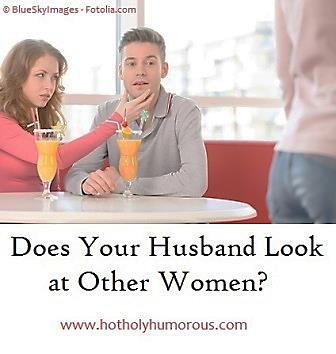 © BlueSkyImages - Fotolia.com
Does Your Husband Look
at Other Women?
www.hotholyhumorous.com